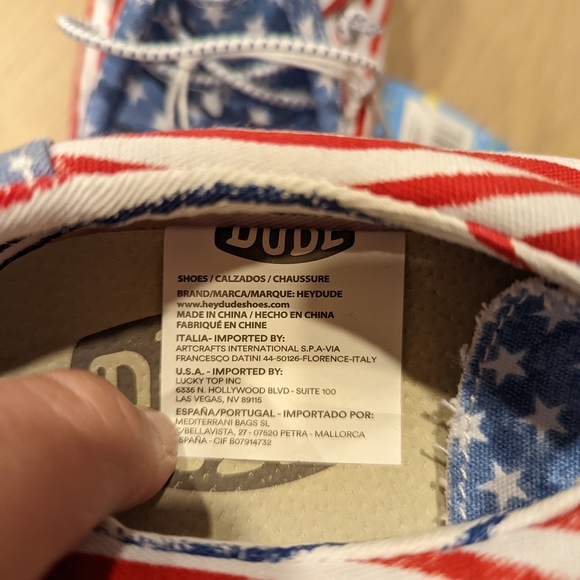 DUDE
SHOES / CALZADOS / CHAUSSURE
BRAND/MARCA/MARQUE: HEYDUDE
www.heydudeshoes.com
MADE IN CHINA / HECHO EN CHINA
FABRIQUÉ EN CHINE
ITALIA- IMPORTED BY:
ARTCRAFTS INTERNATIONAL S.P.A-VIA
FRANCESCO DATINI 44-50126-FLORENCE-ITALY
U.S.A. - IMPORTED BY:
LUCKY TOP INC
6336 N. HOLLYWOOD BLVD - SUITE 100
LAS VEGAS, NV 89115
ESPAÑA/PORTUGAL - IMPORTADO POR:
MEDITERRANI BAGS SL
C/BELLAVISTA, 27 - 07520 PETRA - MALLORCA
ESPAÑA - CIF B07914732